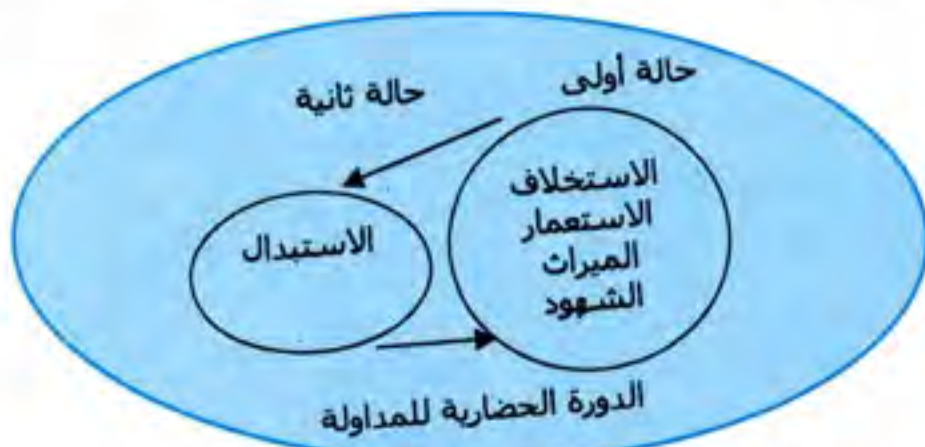 حالة أولى
حالة ثانية
الاستخلاف
الاستعمار
الميراث
الشهود
الاستبدال
الدورة الحضارية للمداولة